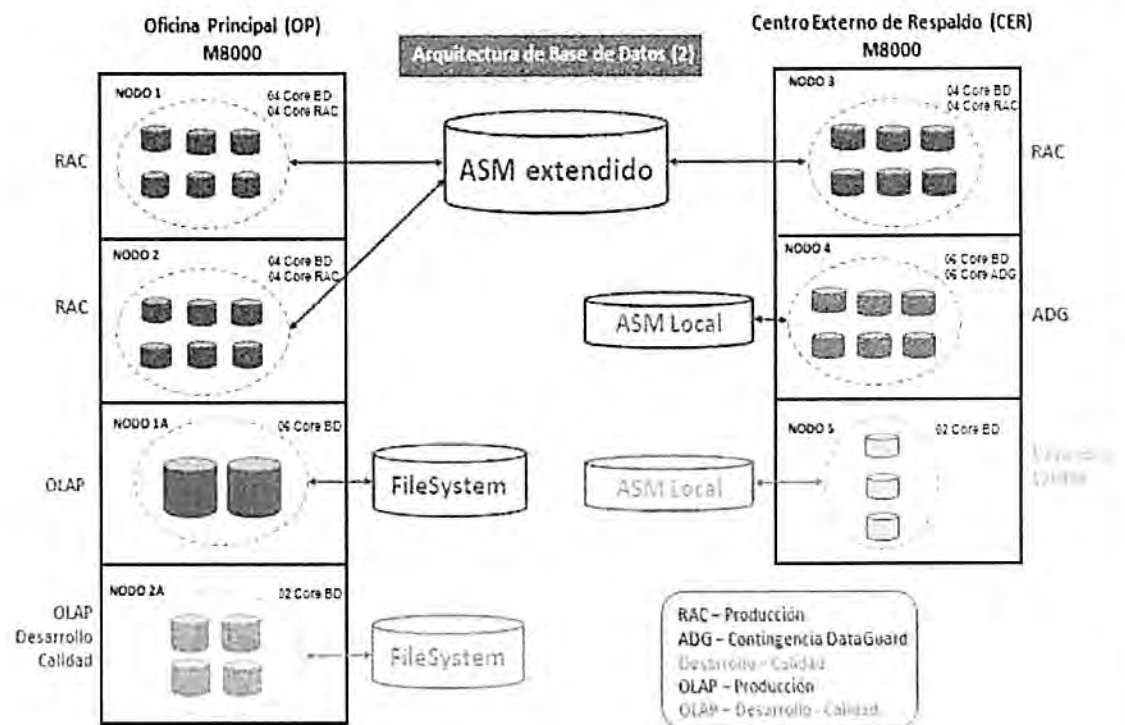 Oficina Principal (OP)
M8000
Arquitectura de Base de Datos (2)
Centro Externo de Respaldo (CER)
M8000
NODO 1
04 Core BD
04 Core RAC
RAC
ASM extendido
NODO 3
04 Core BD
04 Core RAC
RAC
NODO 2
04 Core BD
04 Core RAC
RAC
ASM Local
NODO 4
06 Core BD
06 Core ADG
ADG
NODO 1A
06 Core BD
OLAP
FileSystem
ASM Local
NODO 5
02 Core BD
NODO 2A
02 Core BD
OLAP
Desarrollo
Calidad
FileSystem
RAC – Producción
ADG – Contingencia DataGuard
Desarrollo - Calidad
OLAP – Producción
OLAP – Desarrollo - Calidad